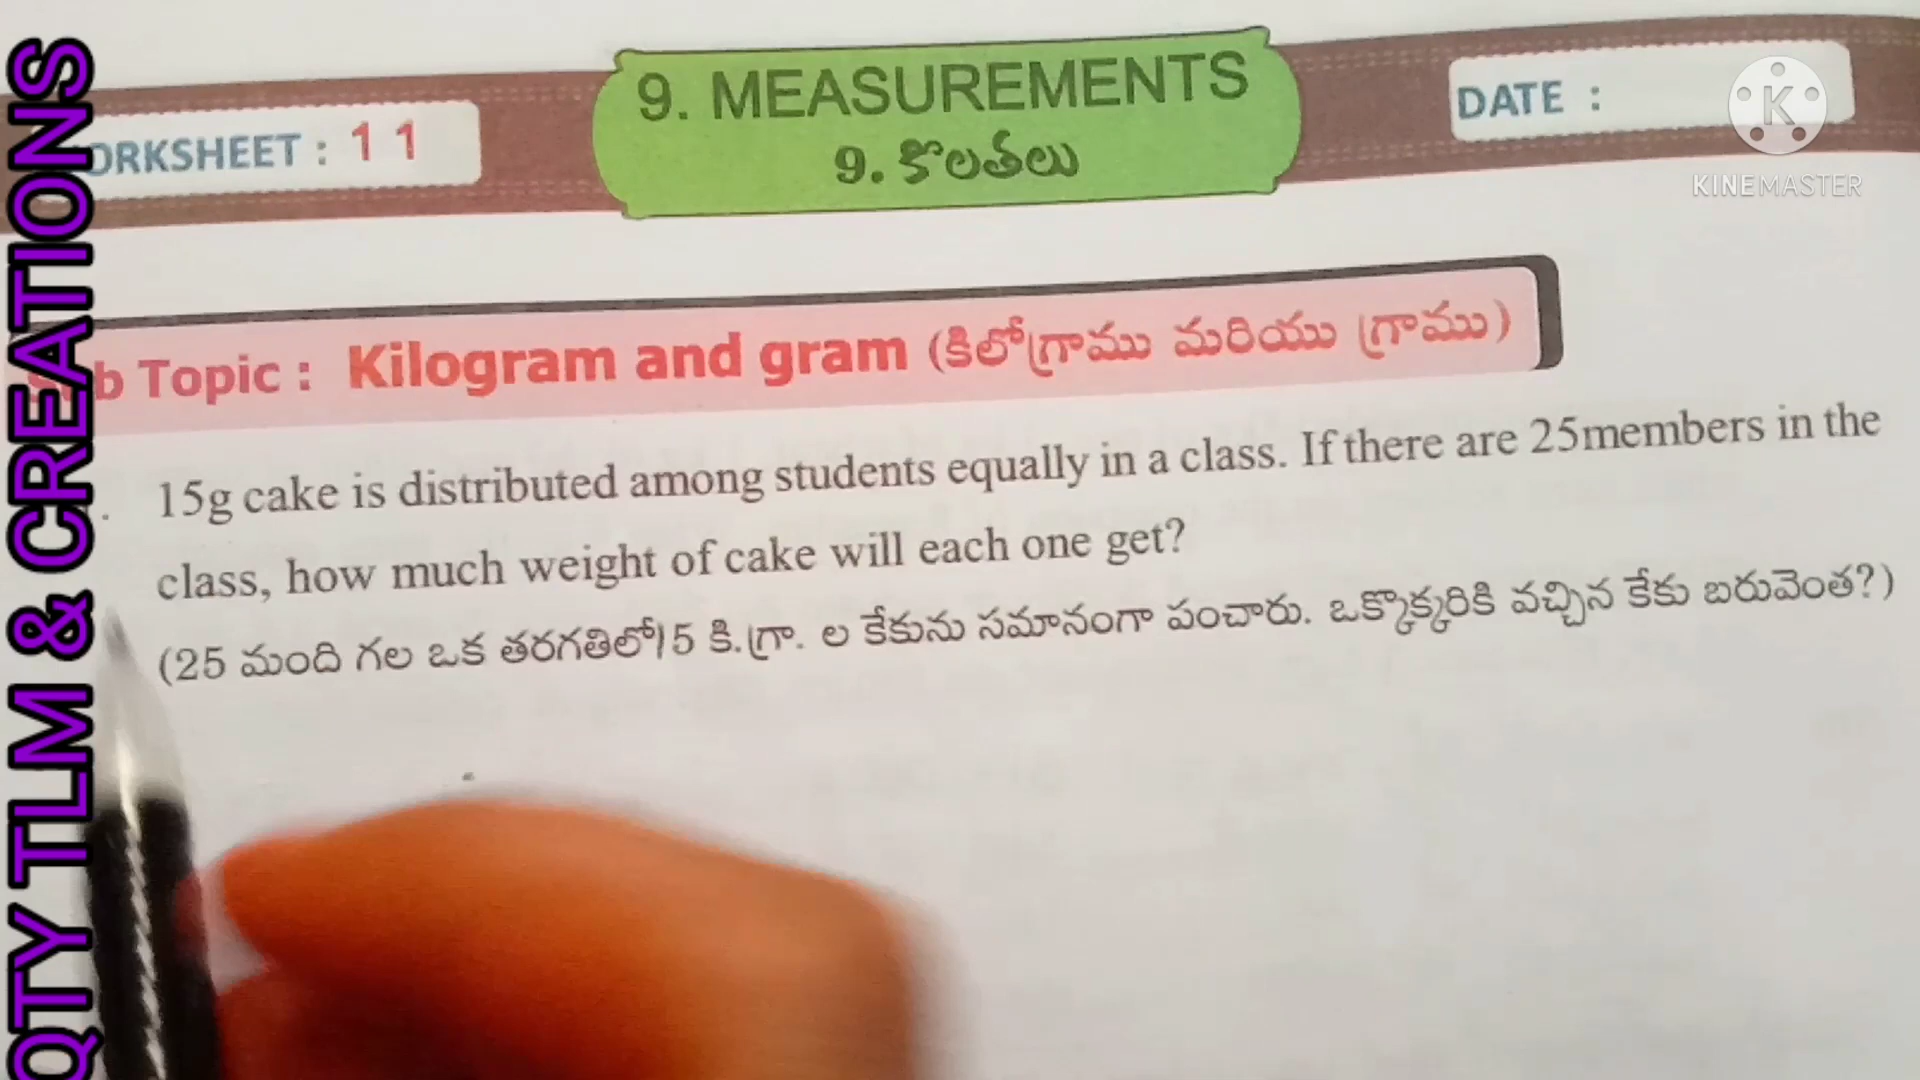 QTY TLM & CREATIONS
ORKSHEET : 11
9. MEASUREMENTS
9. కొలతలు
DATE :
KINEMASTER
b Topic : Kilogram and gram (కిలోగ్రాము మరియు గ్రాము)
15g cake is distributed among students equally in a class. If there are 25members in the
class, how much weight of cake will each one get?
(25 మంది గల ఒక తరగతిలో15 కి.గ్రా. ల కేకును సమానంగా పంచారు. ఒక్కొక్కరికి వచ్చిన కేకు బరువెంత?)